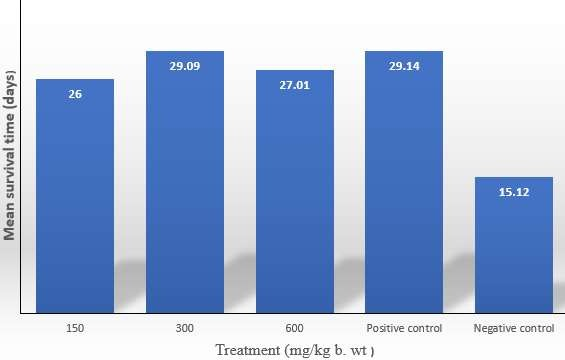 Mean survival time (days)
26
29.09
27.01
29.14
15.12
150
300
600
Positive control
Negative control
Treatment (mg/kg b. wt )